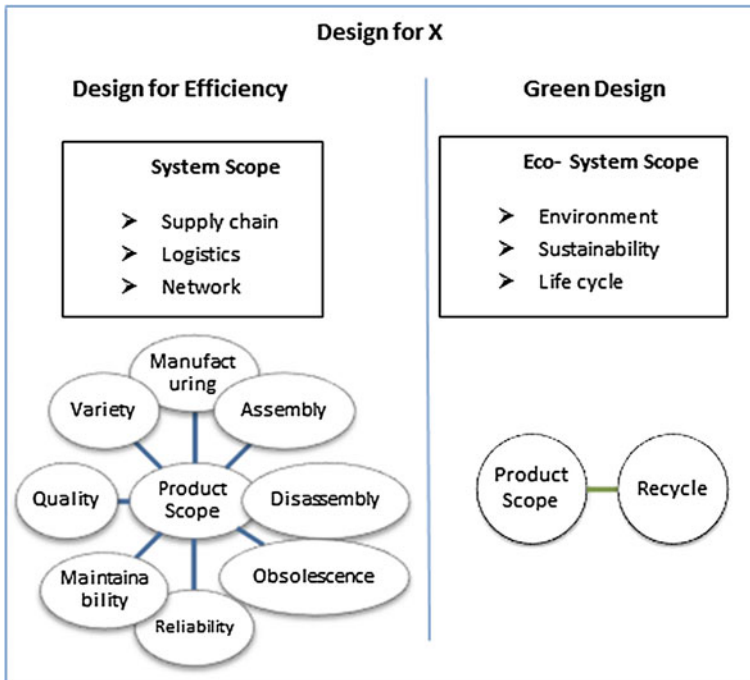 Design for X
Design for Efficiency
System Scope
➤ Supply chain
➤ Logistics
➤ Network
Manufact
uring
Variety
Assembly
Quality
Product
Scope
Disassembly
Maintaina
bility
Obsolescence
Reliability
Green Design
Eco- System Scope
➤ Environment
➤ Sustainability
➤ Life cycle
Product
Scope
Recycle